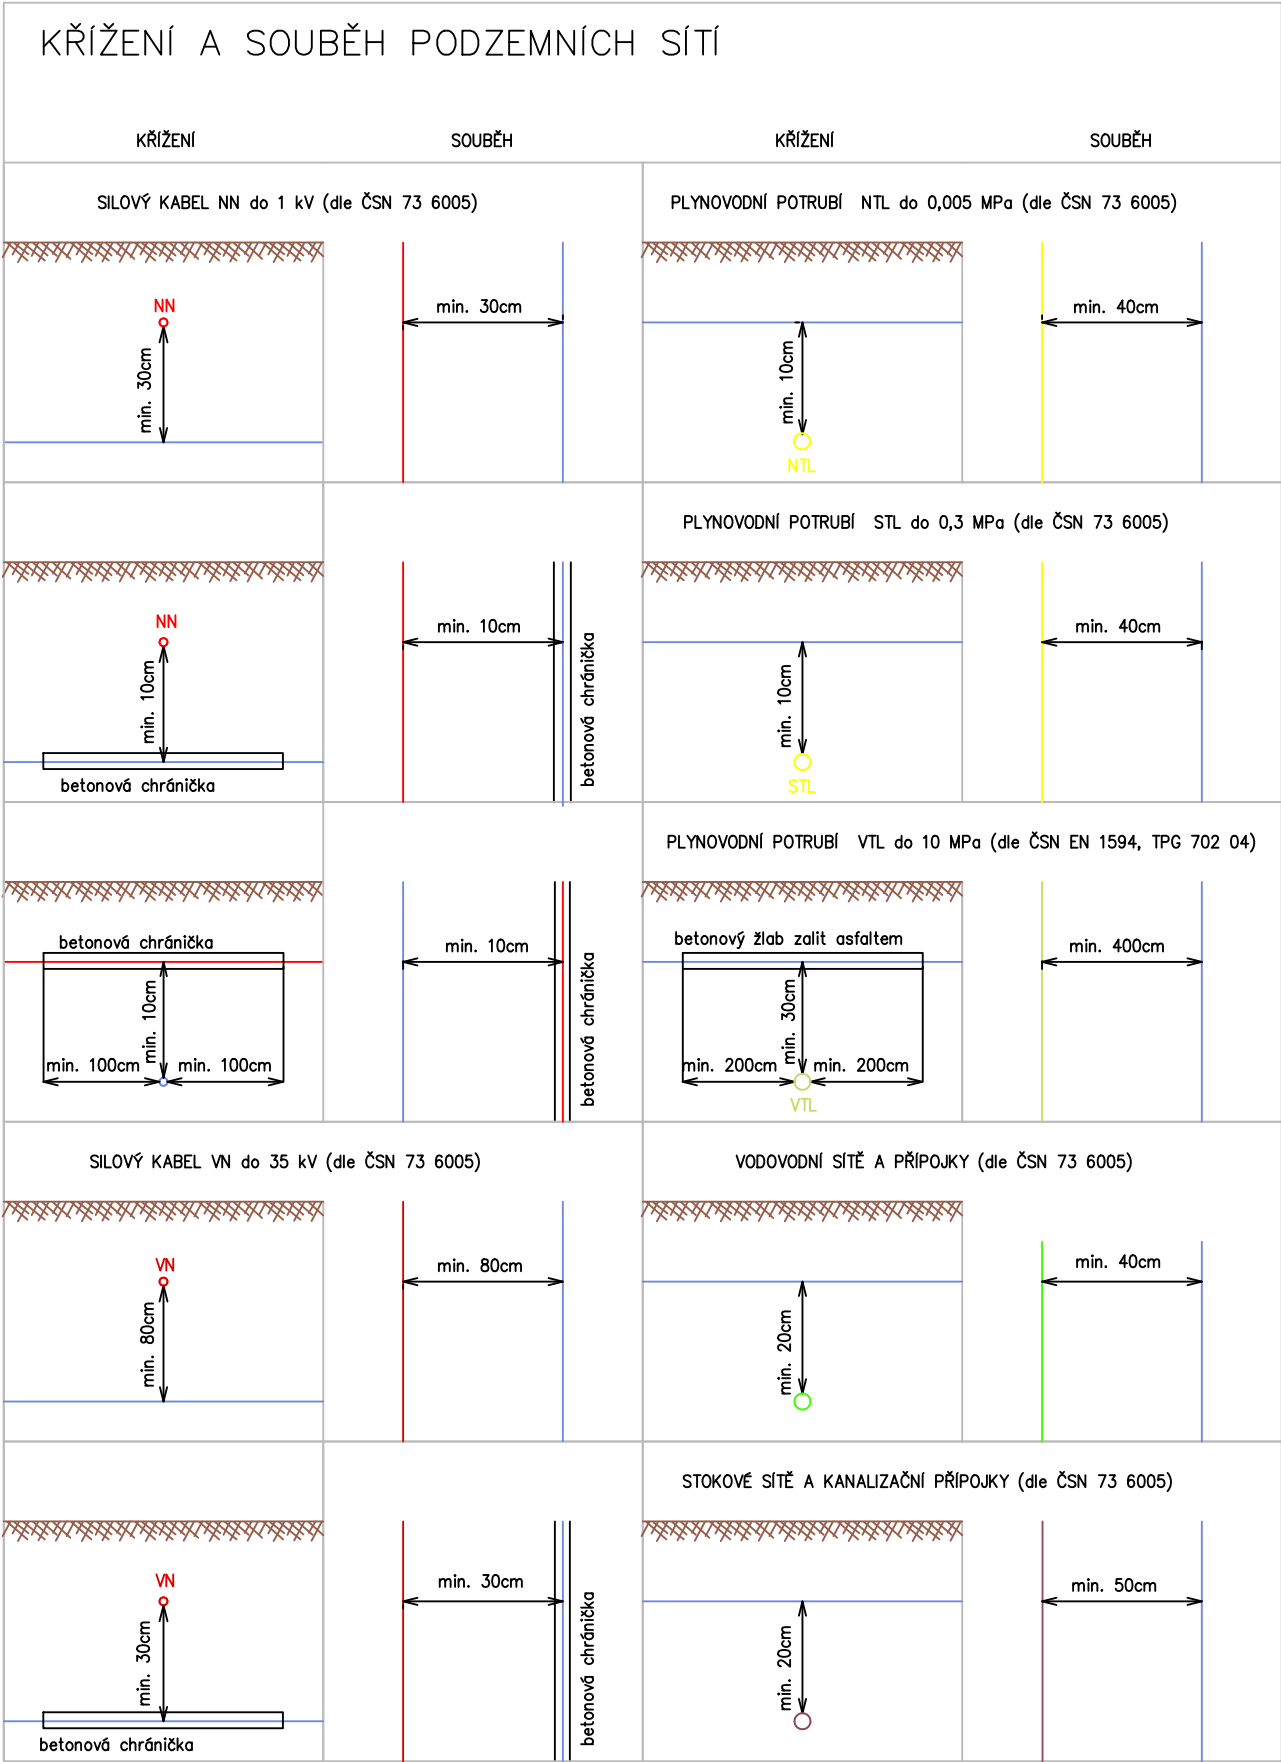 KŘÍŽENÍ A SOUBĚH PODZEMNÍCH SÍTÍ
KŘÍŽENÍ
SOUBĚH
KŘÍŽENÍ
SOUBĚH
SILOVÝ KABEL NN do 1 kV (dle ČSN 73 6005)
NN
min. 30cm
min. 30cm
PLYNOVODNÍ POTRUBÍ NTL do 0,005 MPa (dle ČSN 73 6005)
min. 10cm
NTL
min. 40cm
NN
min. 10cm
betonová chránička
min. 10cm
betonová chránička
PLYNOVODNÍ POTRUBÍ STL do 0,3 MPa (dle ČSN 73 6005)
min. 10cm
STL
min. 40cm
betonová chránička
min. 10cm
min. 100cm
min. 100cm
min. 10cm
betonová chránička
PLYNOVODNÍ POTRUBÍ VTL do 10 MPa (dle ČSN EN 1594, TPG 702 04)
betonový žlab zalit asfaltem
min. 30cm
min. 200cm
min. 200cm
VTL
min. 400cm
SILOVÝ KABEL VN do 35 kV (dle ČSN 73 6005)
VN
min. 80cm
min. 80cm
VODOVODNÍ SÍTĚ A PŘÍPOJKY (dle ČSN 73 6005)
min. 20cm
min. 40cm
VN
min. 30cm
betonová chránička
min. 30cm
betonová chránička
STOKOVÉ SÍTĚ A KANALIZAČNÍ PŘÍPOJKY (dle ČSN 73 6005)
min. 20cm
min. 50cm